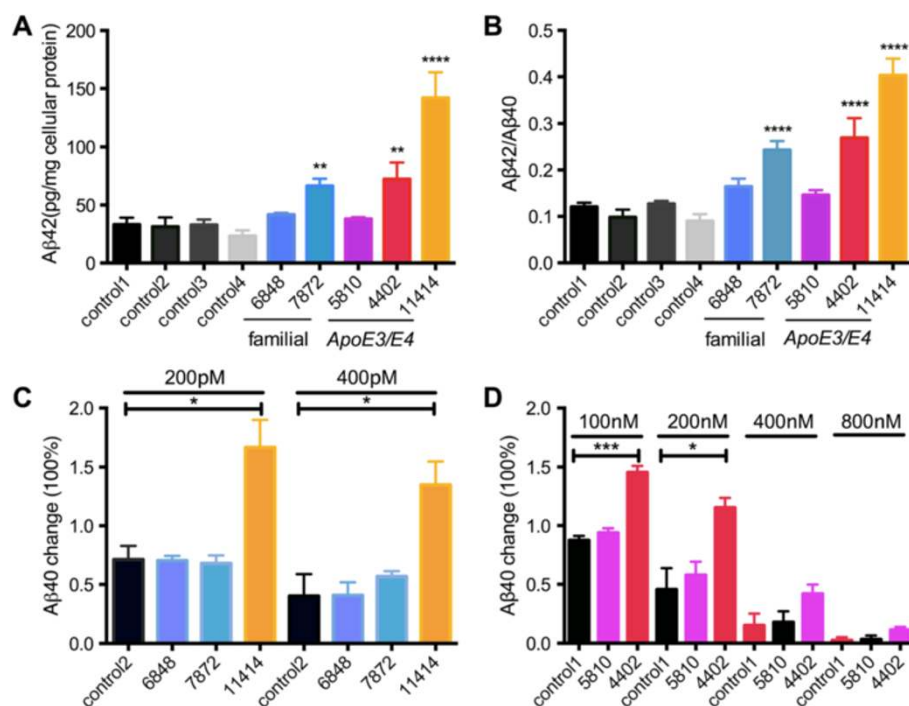 A
Aβ42(pg/mg cellular protein)
200
150
100
50
0
**
**
****
control1
control2
control3
control4
6848
7872
5810
4402
11414
familial
ApoE3/E4
B
Aβ42/Aβ40
0.5
0.4
0.3
0.2
0.1
0.0
****
****
****
control1
control2
control3
control4
6848
7872
5810
4402
11414
familial
ApoE3/E4
C
Aβ40 change (100%)
2.0
1.5
1.0
0.5
0.0
200pM
*
400pM
*
control2
6848
7872
11414
control2
6848
7872
11414
D
Aβ40 change (100%)
2.0
1.5
1.0
0.5
0.0
100nM
***
200nM
*
400nM
800nM
control1
5810
4402
control1
5810
4402
control1
5810
4402
control1
5810
4402